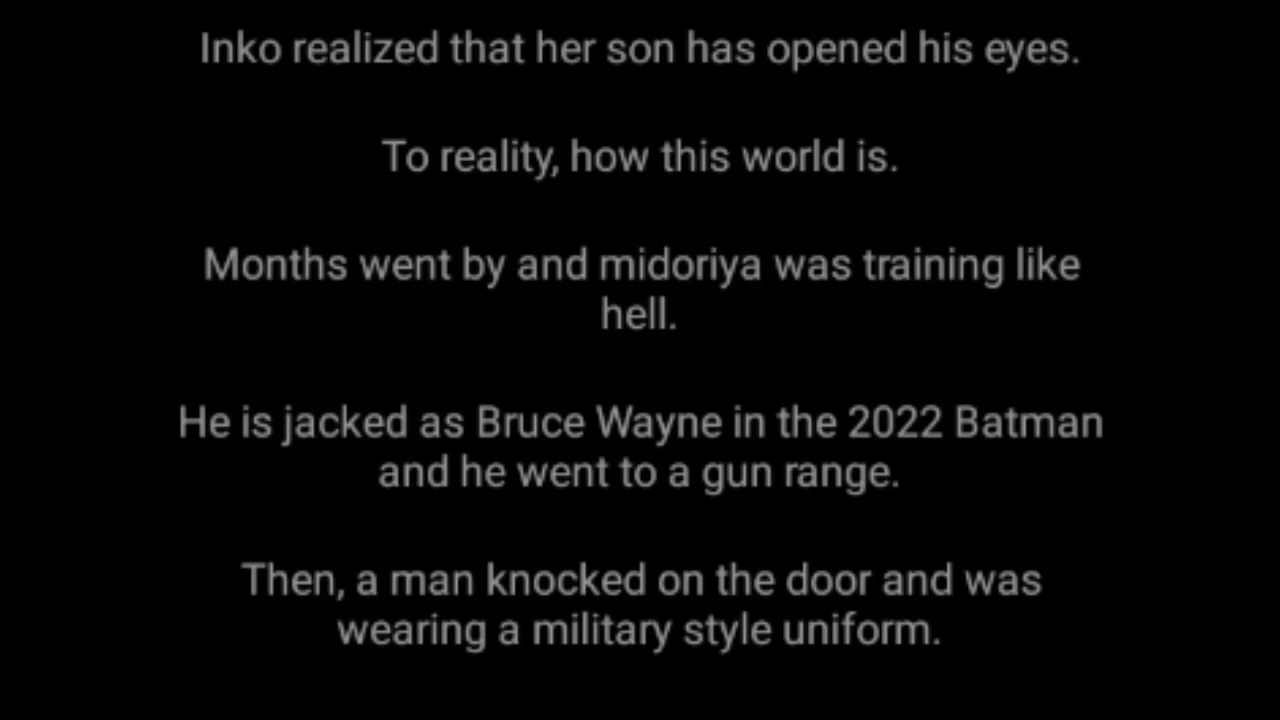 Inko realized that her son has opened his eyes.
To reality, how this world is.
Months went by and midoriya was training like
hell.
He is jacked as Bruce Wayne in the 2022 Batman
and he went to a gun range.
Then, a man knocked on the door and was
wearing a military style uniform.